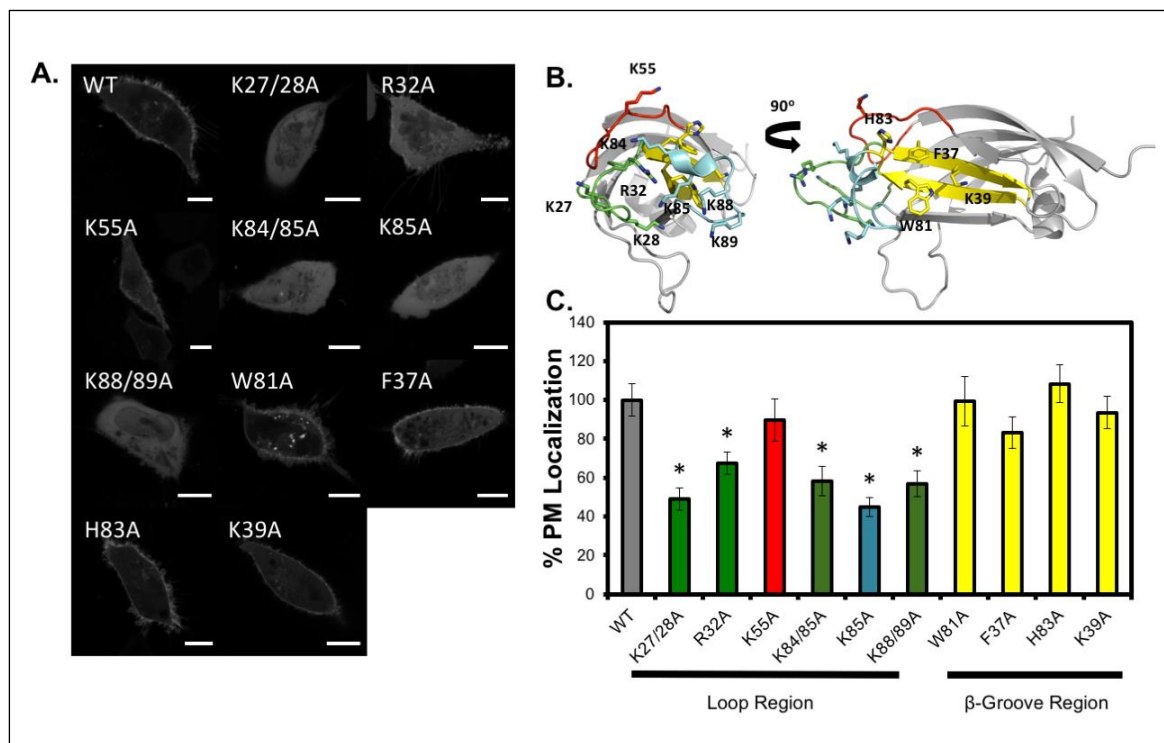 A.
WT
K27/28A
R32A
K55A
K84/85A
K85A
K88/89A
W81A
F37A
H83A
K39A
B.
K55
90º
K84
H83
F37
R32
K27
K85
K88
K39
K28
K89
W81
C.
% PM Localization
140
120
100
80
60
40
20
0
*
*
*
*
*
WT
K27/28A
R32A
K55A
K84/85A
K85A
K88/89A
W81A
F37A
H83A
K39A
Loop Region
β-Groove Region